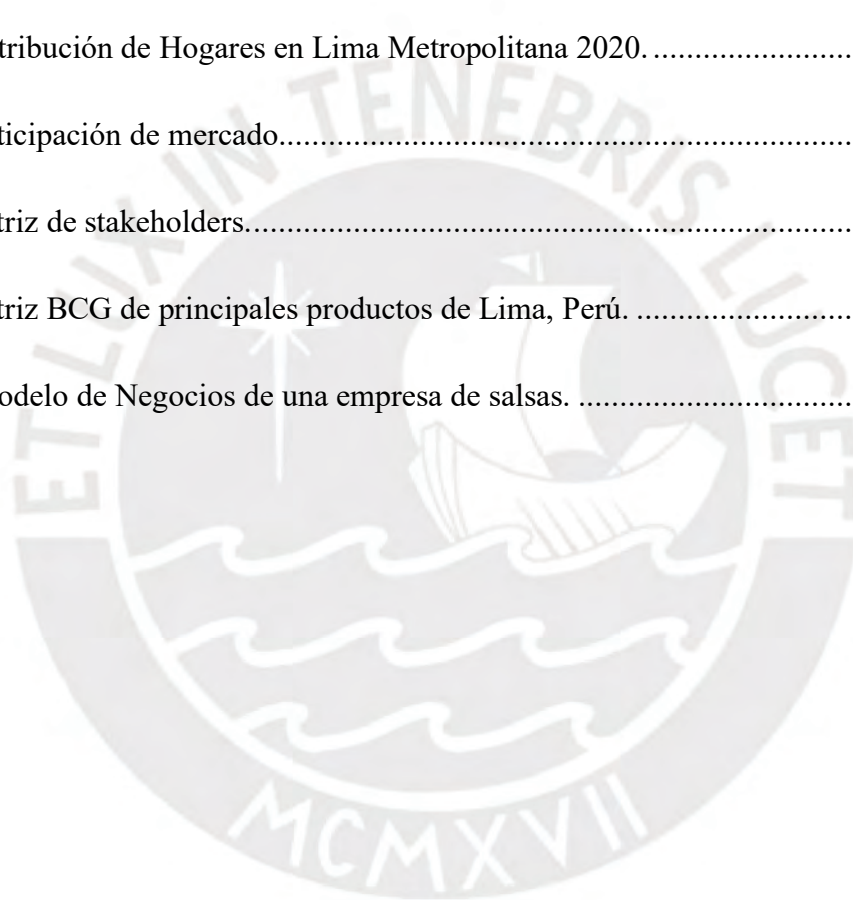 tribución de Hogares en Lima Metropolitana 2020. ......................
ticipación de mercado.....................................................................
triz de stakeholders.........................................................................
triz BCG de principales productos de Lima, Perú. ..........................
odelo de Negocios de una empresa de salsas. .................................
ET LUX IN TENEBRIS LUCET
MCMXVII